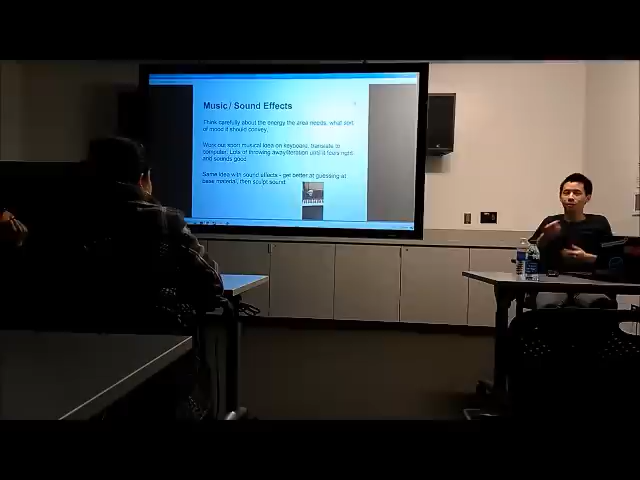 Music / Sound Effects
Think carefully about the energy the area needs, what sort
of mood it should convey.
Work out short musical idea on keyboard, translate to
computer. Lots of throwing away/iteration until it feels right
and sounds good
Same idea with sound effects - get better at guessing at
base material, then sculpt sound